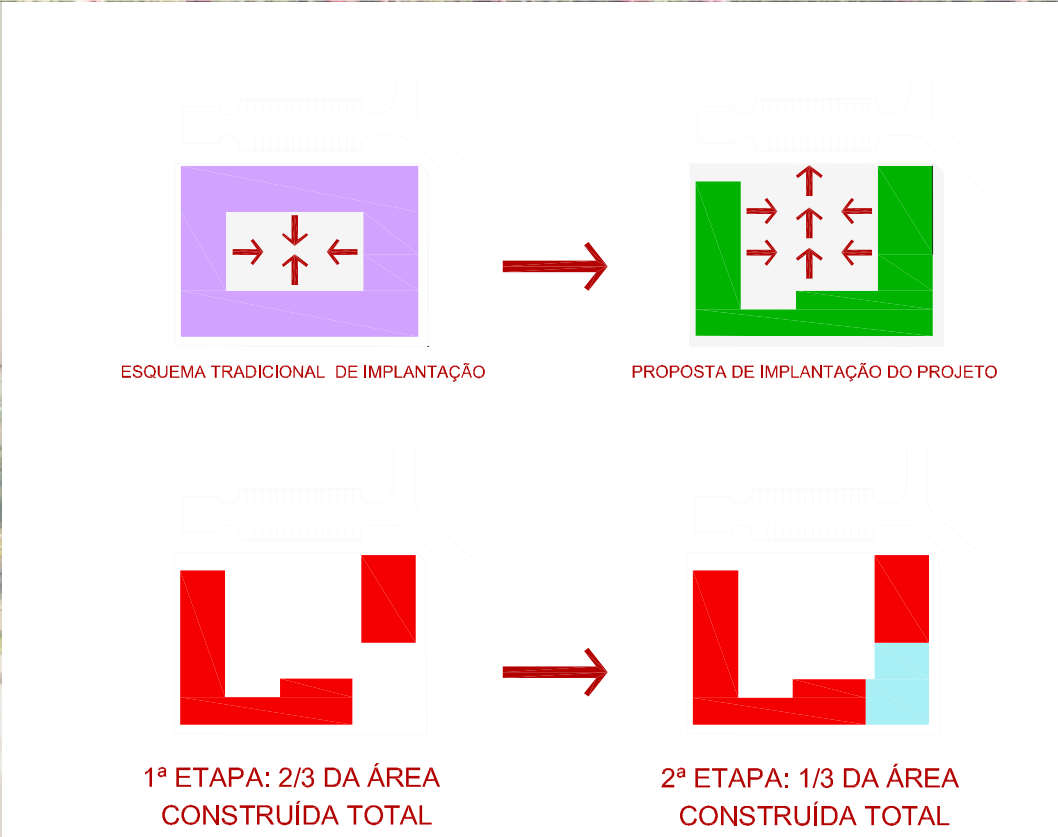 ESQUEMA TRADICIONAL DE IMPLANTAÇÃO
PROPOSTA DE IMPLANTAÇÃO DO PROJETO
1ª ETAPA: 2/3 DA ÁREA
CONSTRUÍDA TOTAL
2ª ETAPA: 1/3 DA ÁREA
CONSTRUÍDA TOTAL